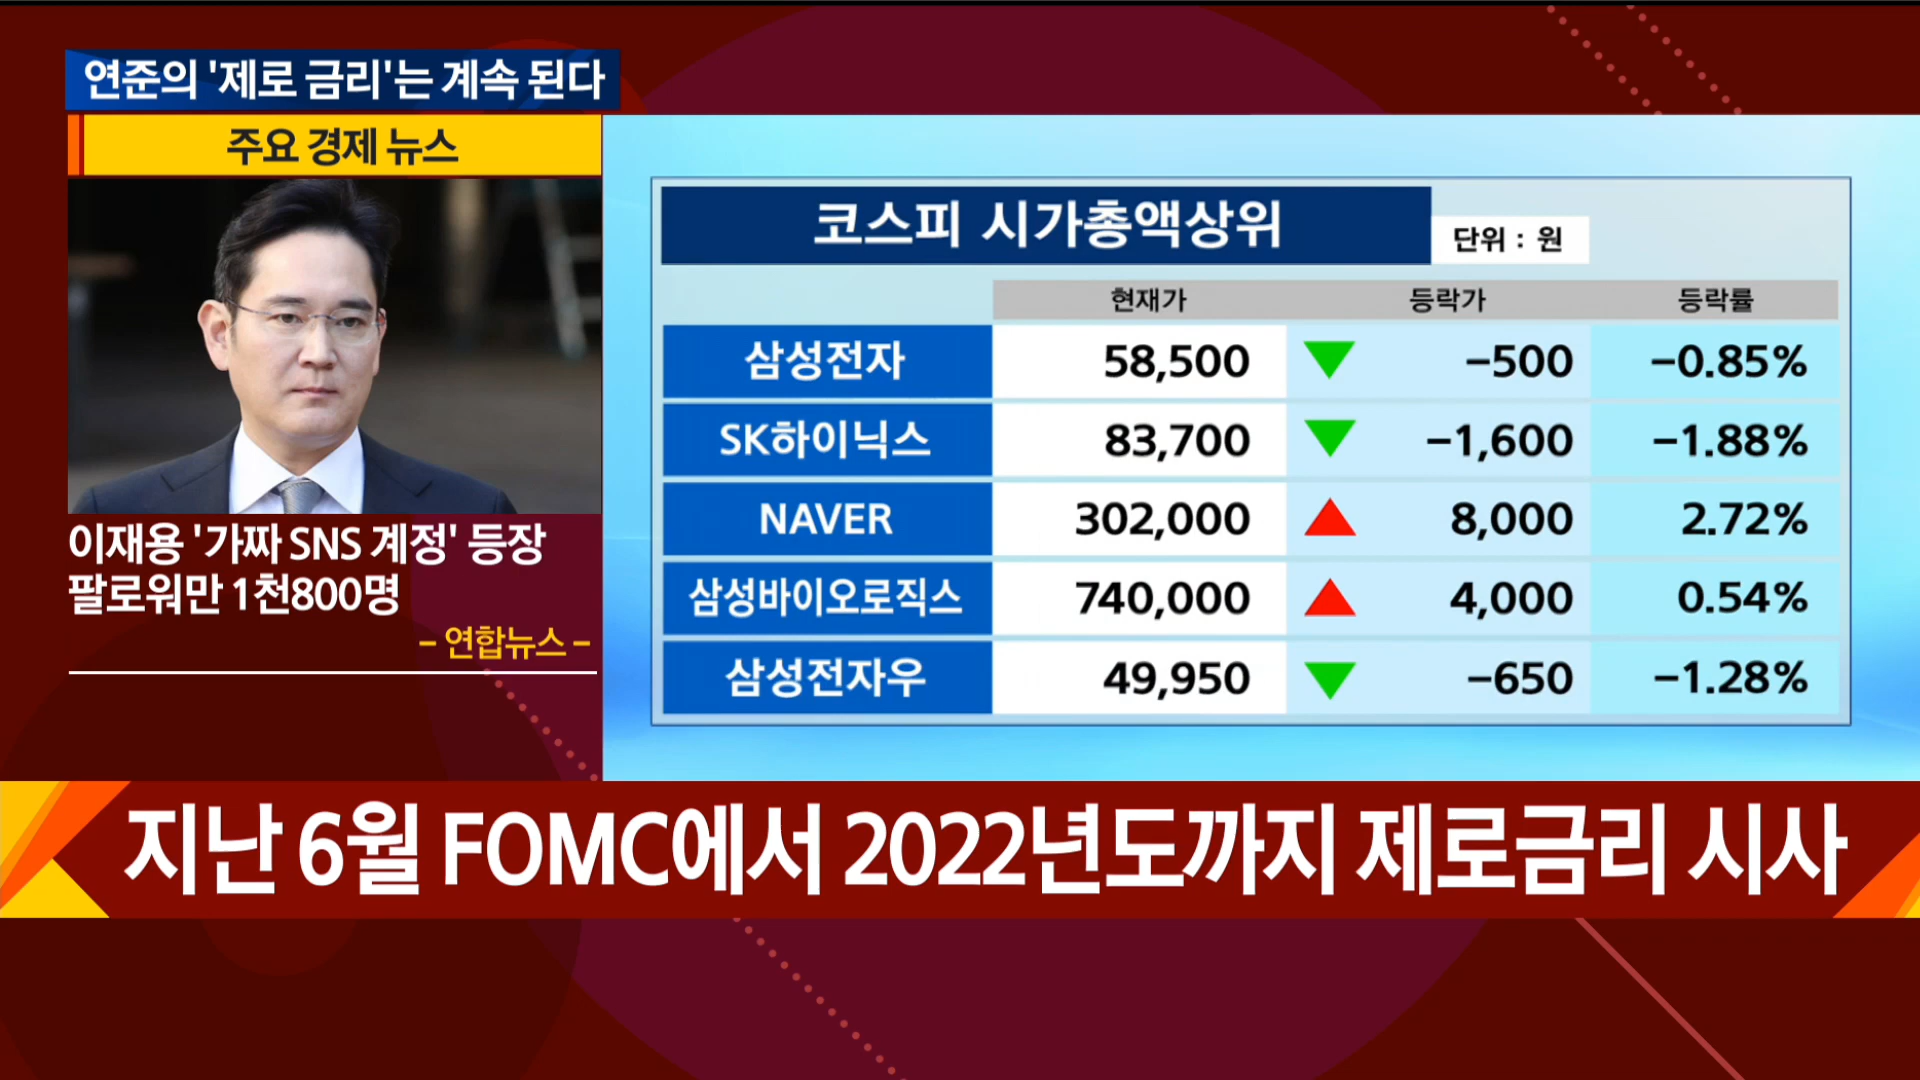 연준의 '제로 금리'는 계속 된다
주요 경제 뉴스
이재용 '가짜 SNS 계정' 등장
팔로워만 1천800명
- 연합뉴스 -
코스피 시가총액상위
단위 : 원
현재가 등락가 등락률
삼성전자 58,500 ▼ -500 -0.85%
SK하이닉스 83,700 ▼ -1,600 -1.88%
NAVER 302,000 ▲ 8,000 2.72%
삼성바이오로직스 740,000 ▲ 4,000 0.54%
삼성전자우 49,950 ▼ -650 -1.28%
지난 6월 FOMC에서 2022년도까지 제로금리 시사